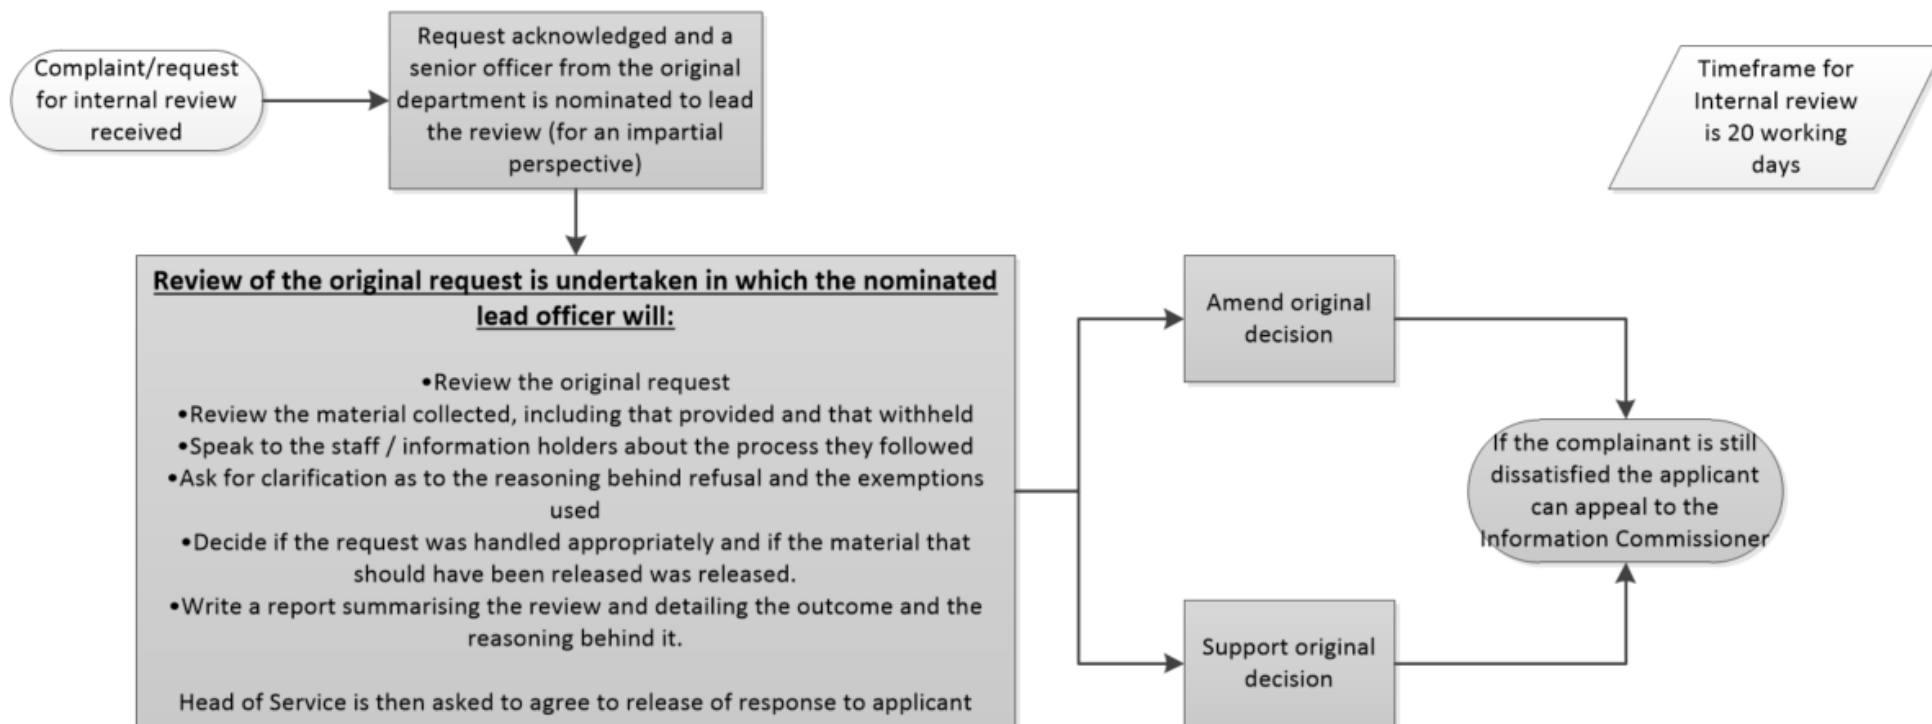 Complaint/request
for internal review
received
Request acknowledged and a
senior officer from the original
department is nominated to lead
the review (for an impartial
perspective)
Timeframe for
Internal review
is 20 working
days
Review of the original request is undertaken in which the nominated
lead officer will:
•Review the original request
•Review the material collected, including that provided and that withheld
•Speak to the staff / information holders about the process they followed
•Ask for clarification as to the reasoning behind refusal and the exemptions
used
•Decide if the request was handled appropriately and if the material that
should have been released was released.
•Write a report summarising the review and detailing the outcome and the
reasoning behind it.
Head of Service is then asked to agree to release of response to applicant
Amend original
decision
Support original
decision
If the complainant is still
dissatisfied the applicant
can appeal to the
Information Commissioner